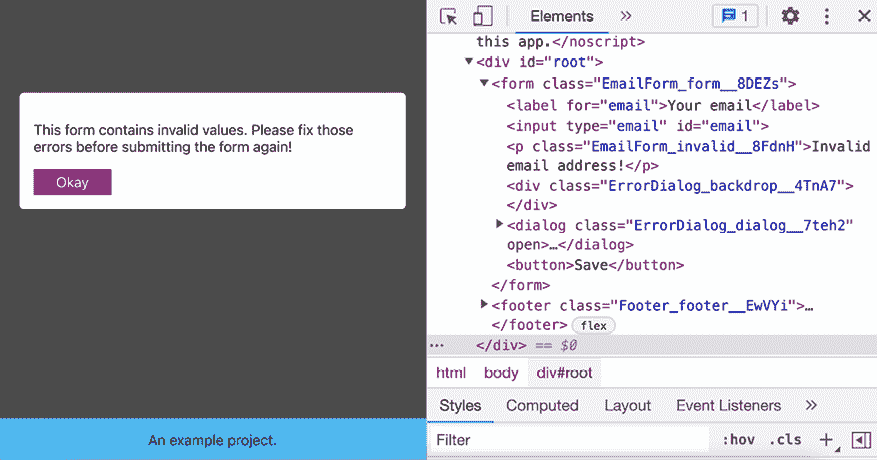 This form contains invalid values. Please fix those
errors before submitting the form again!
Okay
An example project.
Elements
1
this app.</noscript>
<div id="root">
<form class="EmailForm_form__8DEZs">
<label for="email">Your email</label>
<input type="email" id="email">
<p class="EmailForm_invalid__8FdnH">Invalid
email address!</p>
<div class="ErrorDialog_backdrop__4TnA7">
</div>
<dialog class="ErrorDialog_dialog__7teh2"
open>…</dialog>
<button>Save</button>
</form>
<footer class="Footer_footer__EwVYi">…
</footer> flex
</div> == $0
html body div#root
Styles Computed Layout Event Listeners
Filter :hov .cls